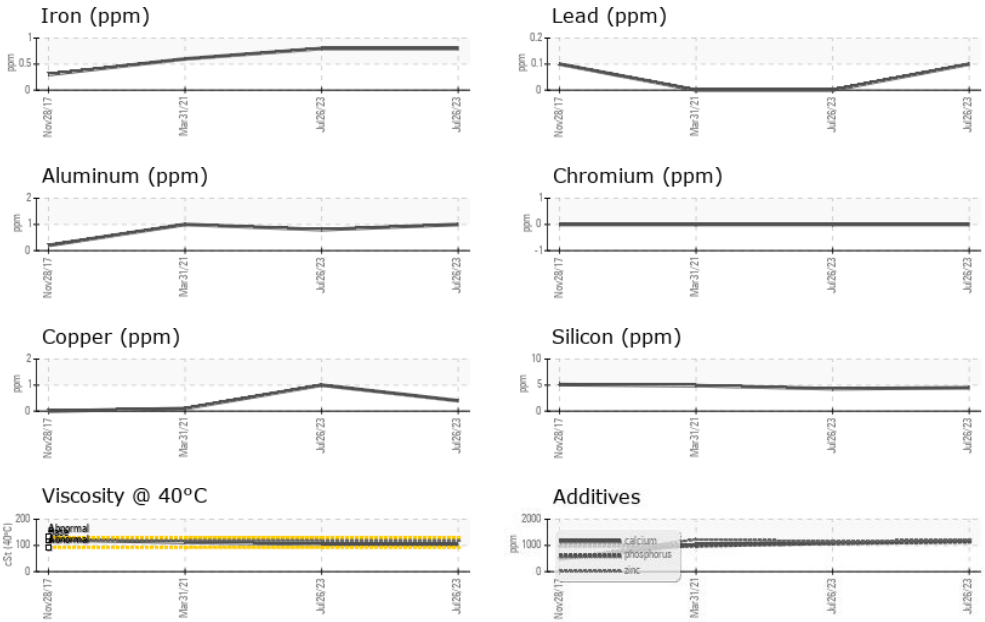 Iron (ppm)
1
0.5
0
ppm
Nov28/17
Mar31/21
Jul26/23
Jul26/23
Lead (ppm)
0.2
0.1
0
ppm
Nov28/17
Mar31/21
Jul26/23
Jul26/23
Aluminum (ppm)
2
1
0
ppm
Nov28/17
Mar31/21
Jul26/23
Jul26/23
Chromium (ppm)
1
0
-1
ppm
Nov28/17
Mar31/21
Jul26/23
Jul26/23
Copper (ppm)
2
1
0
ppm
Nov28/17
Mar31/21
Jul26/23
Jul26/23
Silicon (ppm)
10
5
0
ppm
Nov28/17
Mar31/21
Jul26/23
Jul26/23
Viscosity @ 40ºC
200
100
0
cSt (40ºC)
Abnormal
Abnormal
Nov28/17
Mar31/21
Jul26/23
Jul26/23
Additives
2000
1000
0
ppm
calcium
phosphorus
zinc
Nov28/17
Mar31/21
Jul26/23
Jul26/23